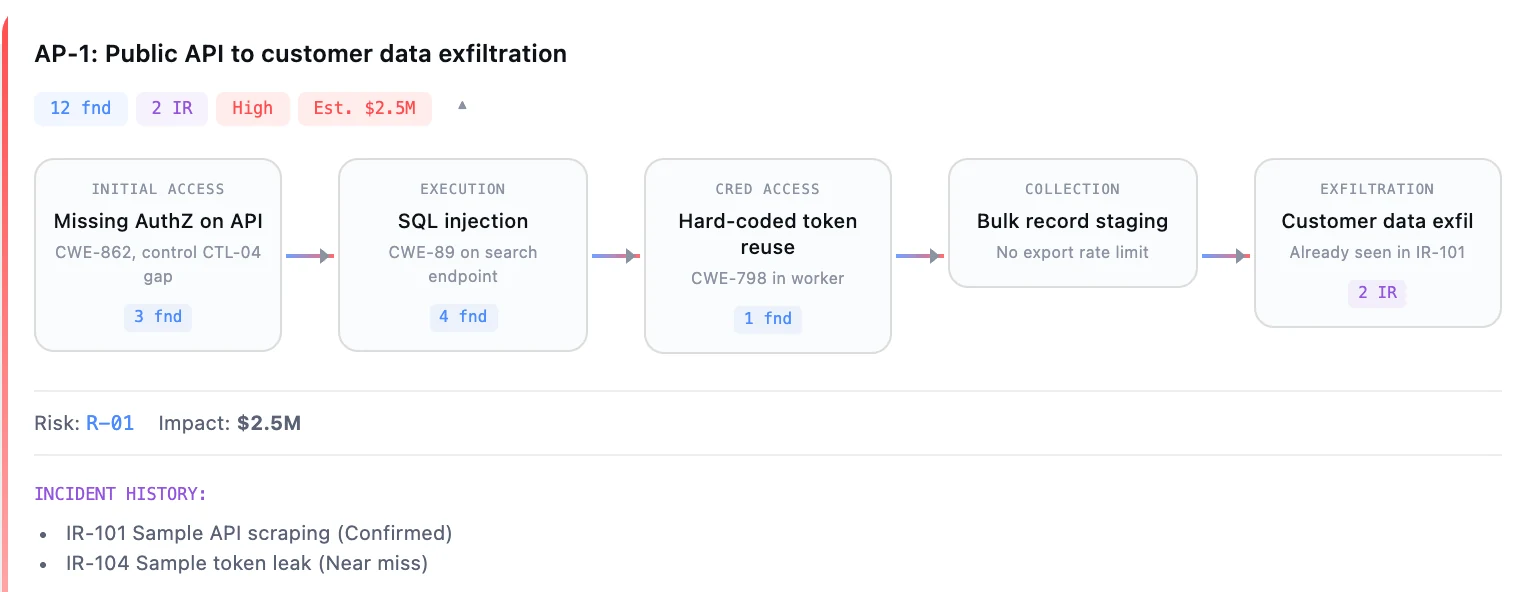 AP-1: Public API to customer data exfiltration
12 fnd 2 IR High Est. $2.5M ▲
INITIAL ACCESS
Missing AuthZ on API
CWE-862, control CTL-04
gap
3 fnd
EXECUTION
SQL injection
CWE-89 on search
endpoint
4 fnd
CRED ACCESS
Hard-coded token
reuse
CWE-798 in worker
1 fnd
COLLECTION
Bulk record staging
No export rate limit
EXFILTRATION
Customer data exfil
Already seen in IR-101
2 IR
Risk: R-01 Impact: $2.5M
INCIDENT HISTORY:
• IR-101 Sample API scraping (Confirmed)
• IR-104 Sample token leak (Near miss)